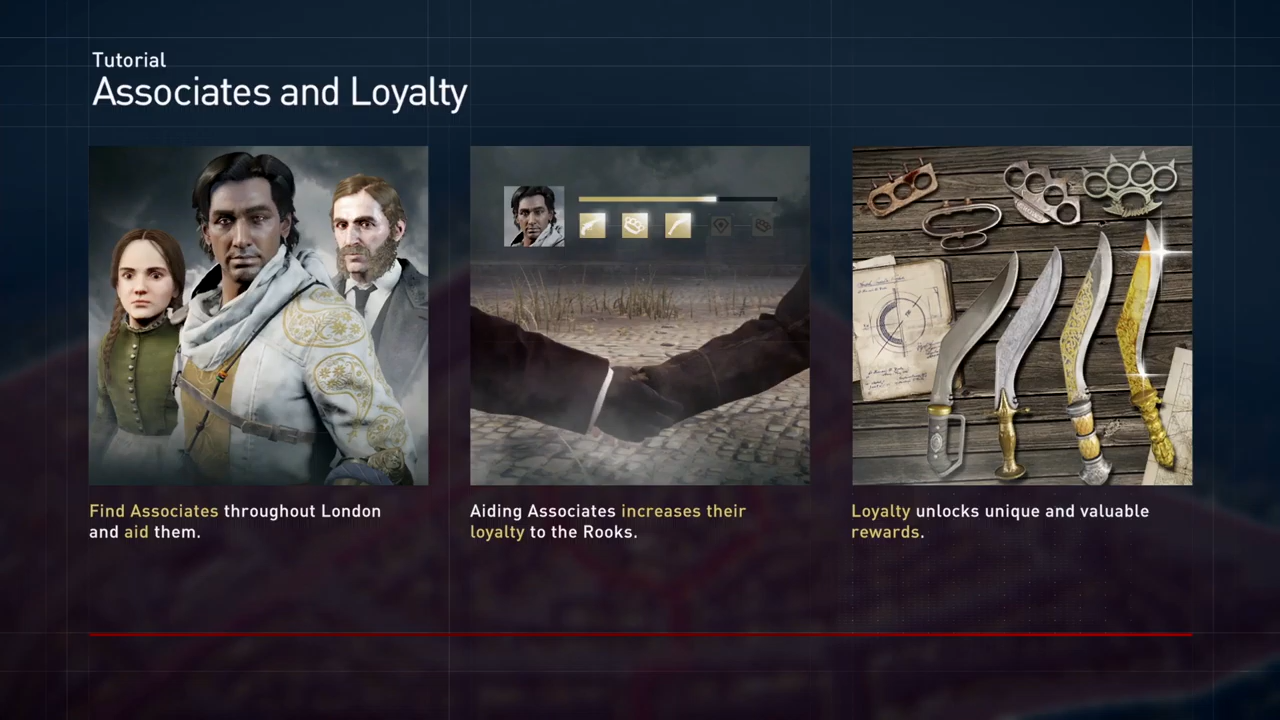 Tutorial
Associates and Loyalty
Find Associates throughout London
and aid them.
Aiding Associates increases their
loyalty to the Rooks.
Loyalty unlocks unique and valuable
rewards.